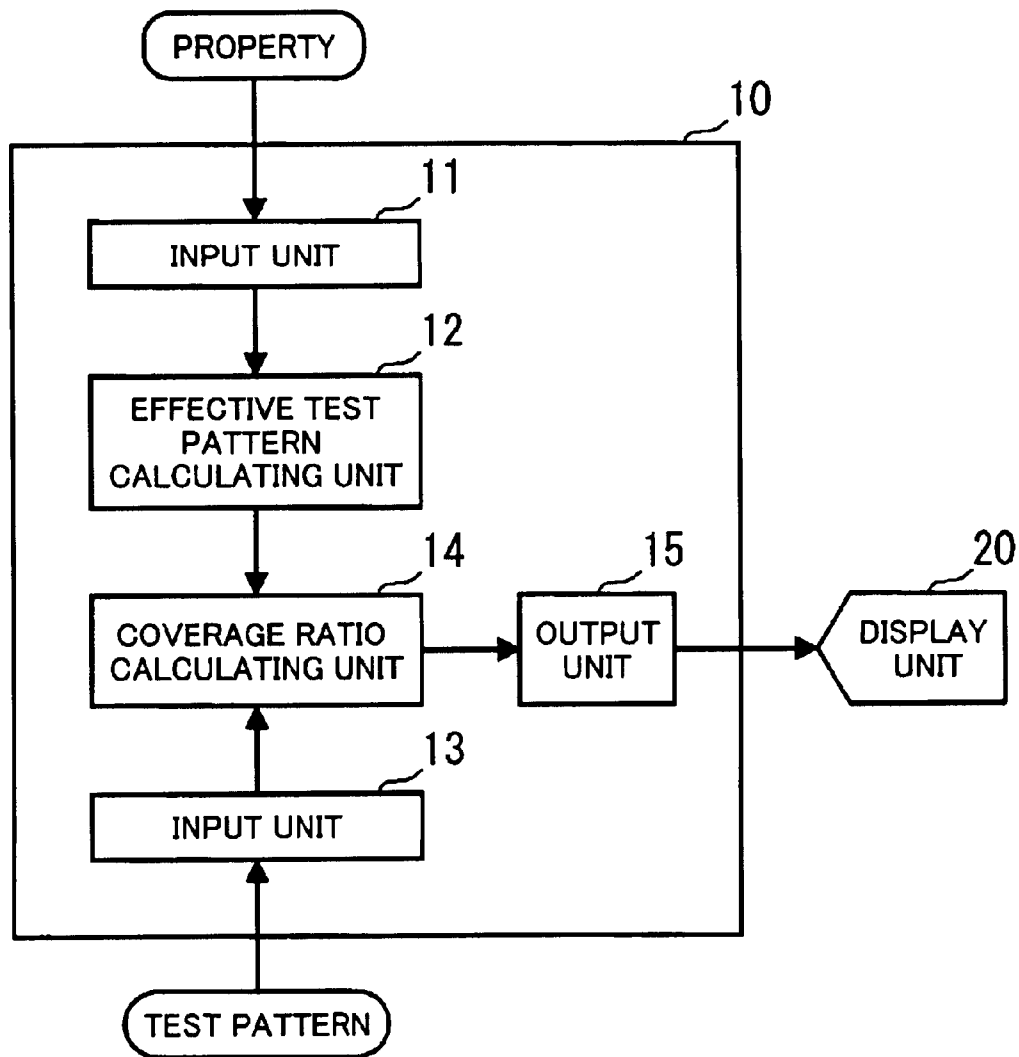 PROPERTY
10
11
INPUT UNIT
12
EFFECTIVE TEST
PATTERN
CALCULATING UNIT
14
COVERAGE RATIO
CALCULATING UNIT
15
OUTPUT
UNIT
20
DISPLAY
UNIT
13
INPUT UNIT
TEST PATTERN